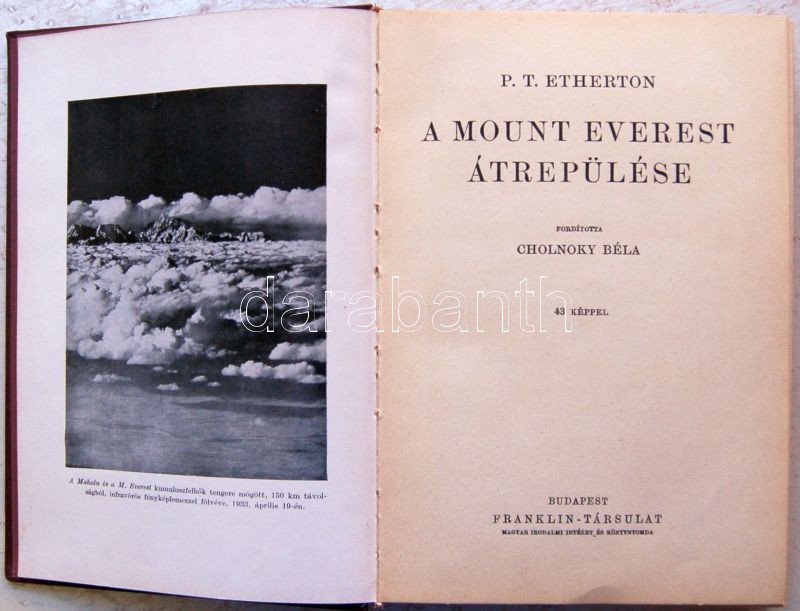 A Makalu és a M. Everest kumuluszfelhők tengere mögött, 150 km távol-
ságból, infravörös fényképlemezzel fölvéve, 1933. április 19-én.
P. T. ETHERTON
A MOUNT EVEREST
ÁTREPÜLÉSE
FORDÍTOTTA
CHOLNOKY BÉLA
43 KÉPPEL
BUDAPEST
FRANKLIN-TÁRSULAT
MAGYAR IRODALMI INTÉZET ÉS KÖNYVNYOMDA
darabanth